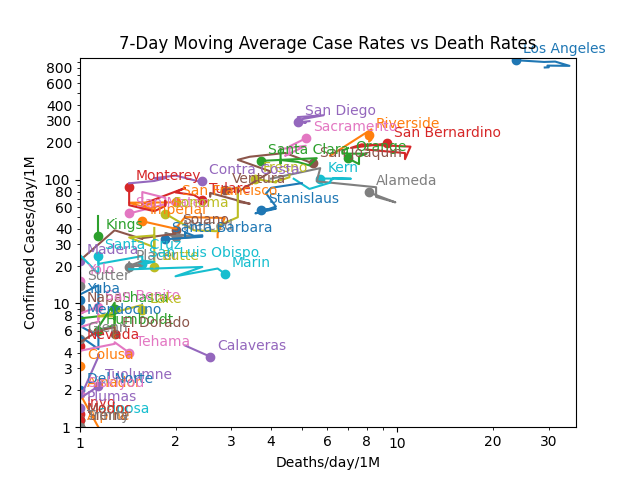 7-Day Moving Average Case Rates vs Death Rates
Los Angeles
San Diego
Sacramento
Riverside
San Bernardino
Santa Clara
Orange
San Joaquin
Contra Costa
Kern
Monterey
Ventura
Alameda
Tulare
San Francisco
Stanislaus
Imperial
Solano
Santa Barbara
Kings
Santa Cruz
Madera
San Luis Obispo
Placer
Butte
Marin
Yolo
Sutter
Yuba
San Benito
Napa
Shasta
Lake
Mendocino
Humboldt
El Dorado
Nevada
Tehama
Calaveras
Colusa
Tuolumne
Del Norte
Plumas
Inyo
Mariposa
Confirmed Cases/day/1M
800
600
400
300
200
100
80
60
40
30
20
10
8
6
4
3
2
1
1
2
3
4
6
8
10
20
30
Deaths/day/1M